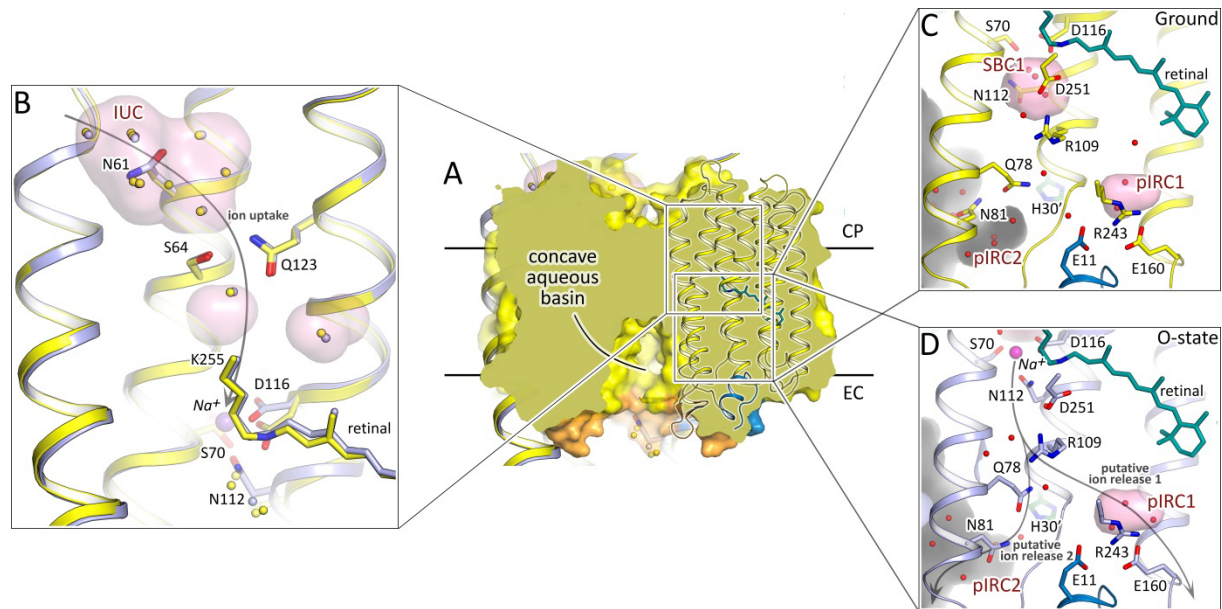 B
IUC
N61
ion uptake
S64
Q123
K255
Na+
D116
S70
N112
retinal
A
concave
aqueous
basin
CP
EC
C
Ground
S70
D116
SBC1
retinal
N112
D251
R109
Q78
pIRC1
N81
H30'
R243
pIRC2
E11
E160
D
O-state
S70
D116
Na+
retinal
N112
D251
R109
Q78
putative
ion release 1
pIRC1
N81
H30'
putative
ion release 2
R243
pIRC2
E11
E160